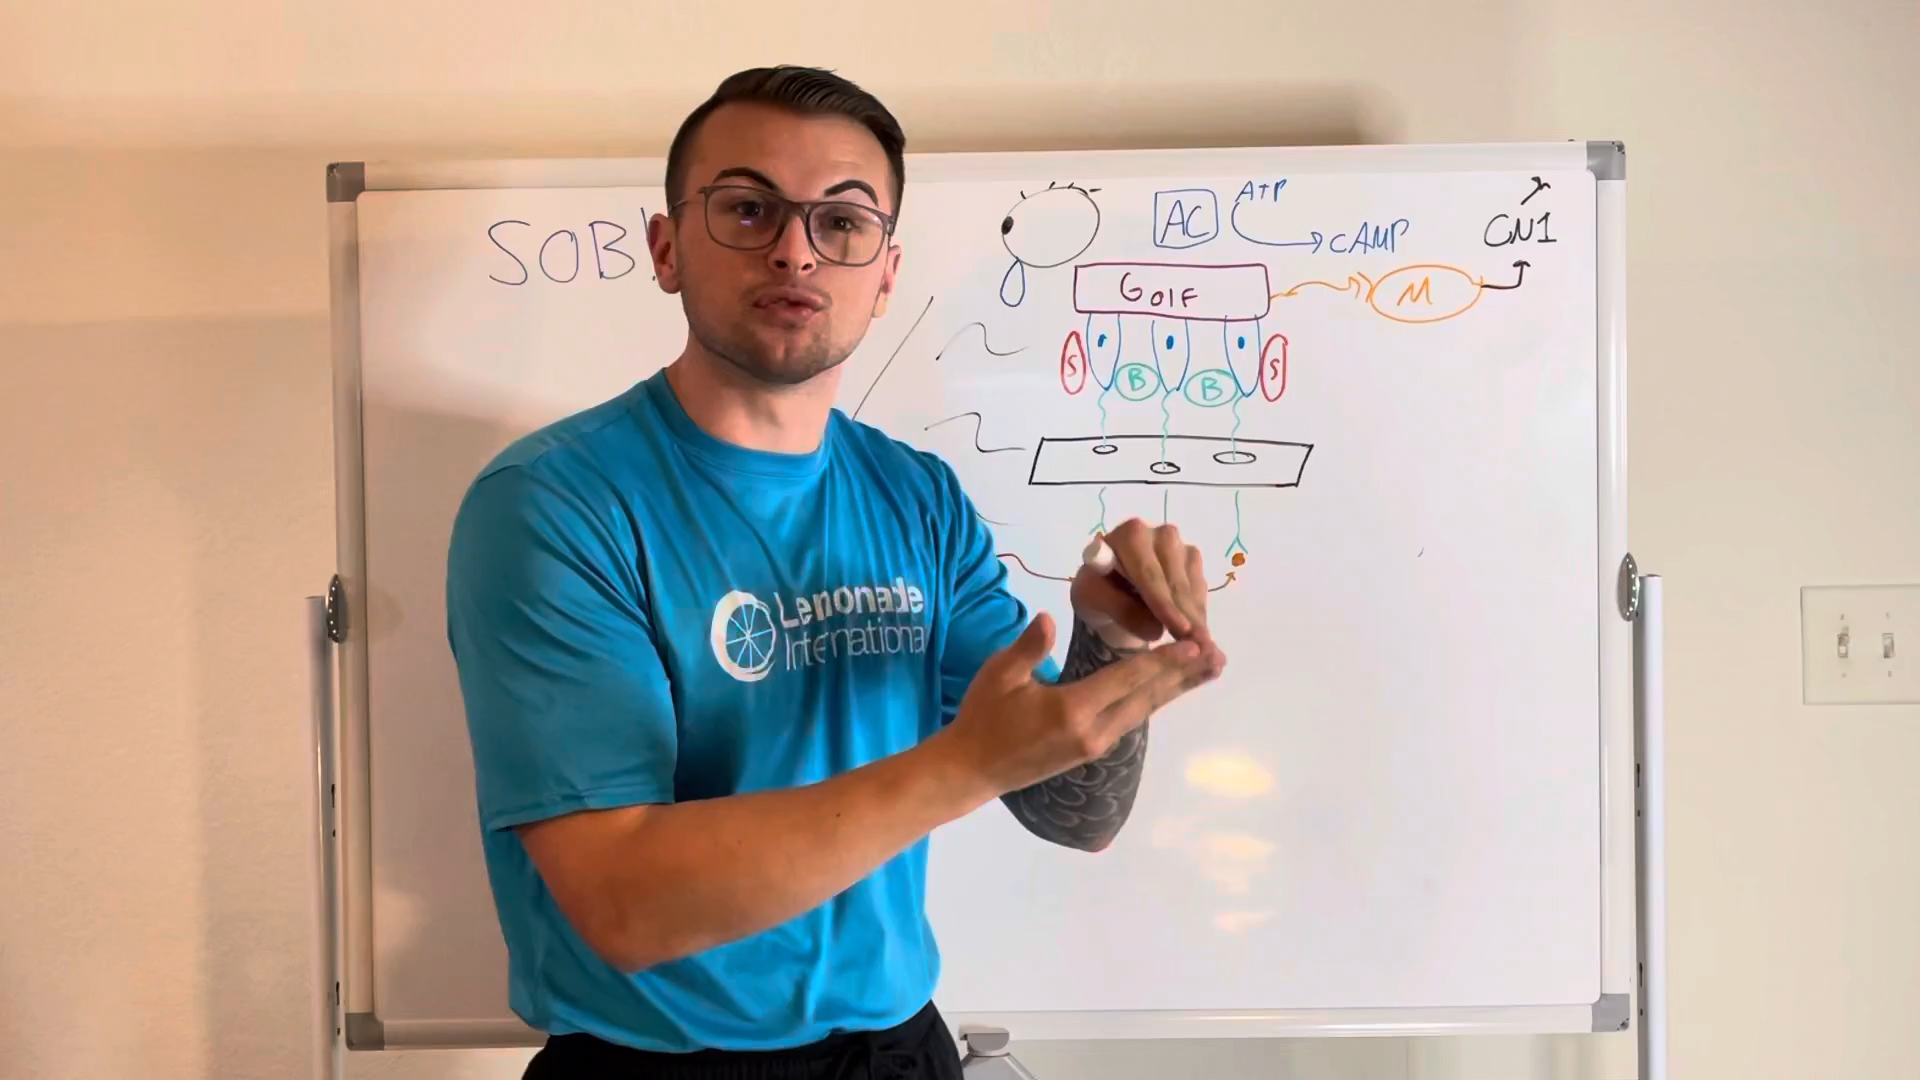 SOB
AC
ATP
cAMP
CN1
Golf
M
S
B
B
S
Lemonade
International